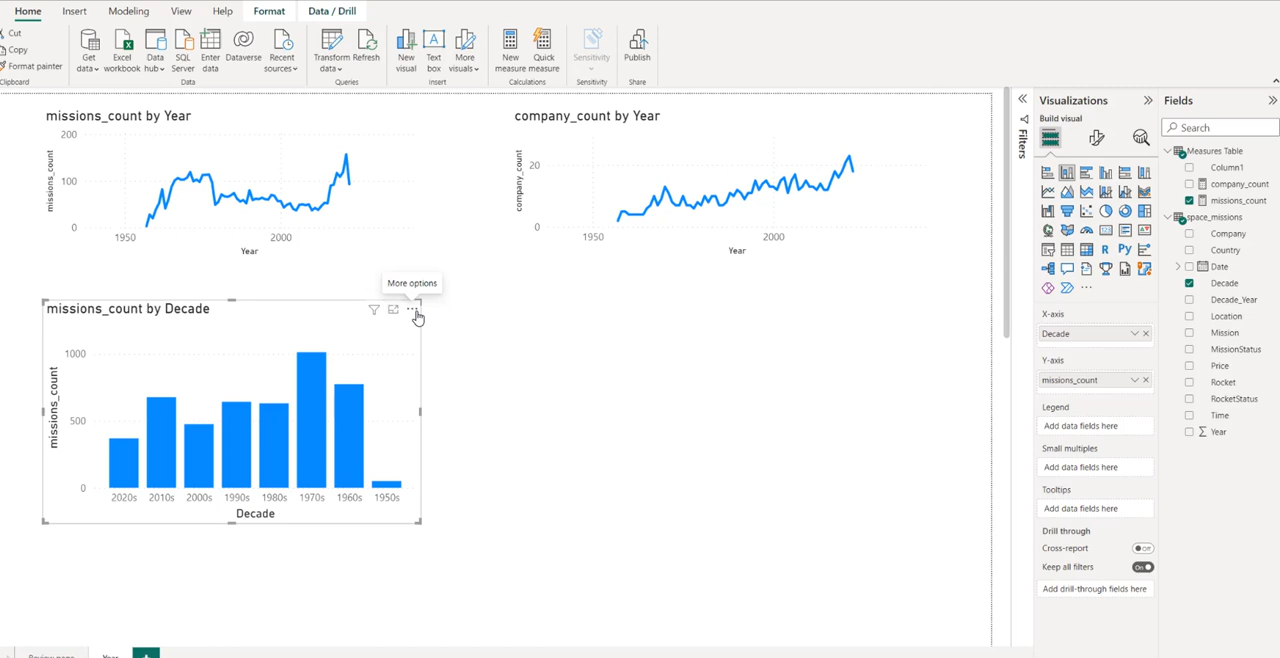 Home Insert Modeling View Help Format Data / Drill
Cut
Copy
Format painter
Clipboard
Get data
Excel workbook
Data hub
SQL Server
Enter data
Dataverse
Recent sources
Data
Transform data
Refresh
Queries
New visual
Text box
More visuals
Insert
New measure
Quick measure
Calculations
Sensitivity
Sensitivity
Publish
Share
missions_count by Year
200
100
0
missions_count
1950 2000
Year
company_count by Year
20
0
company_count
1950 2000
Year
More options
missions_count by Decade
1000
500
0
missions_count
2020s 2010s 2000s 1990s 1980s 1970s 1960s 1950s
Decade
Filters
Visualizations
Build visual
R Py
X-axis
Decade
Y-axis
missions_count
Legend
Add data fields here
Small multiples
Add data fields here
Tooltips
Add data fields here
Drill through
Cross-report Off
Keep all filters On
Add drill-through fields here
Fields
Search
Measures Table
Column1
company_count
missions_count
space_missions
Company
Country
Date
Decade
Decade_Year
Location
Mission
MissionStatus
Price
Rocket
RocketStatus
Time
Year
Review page Year